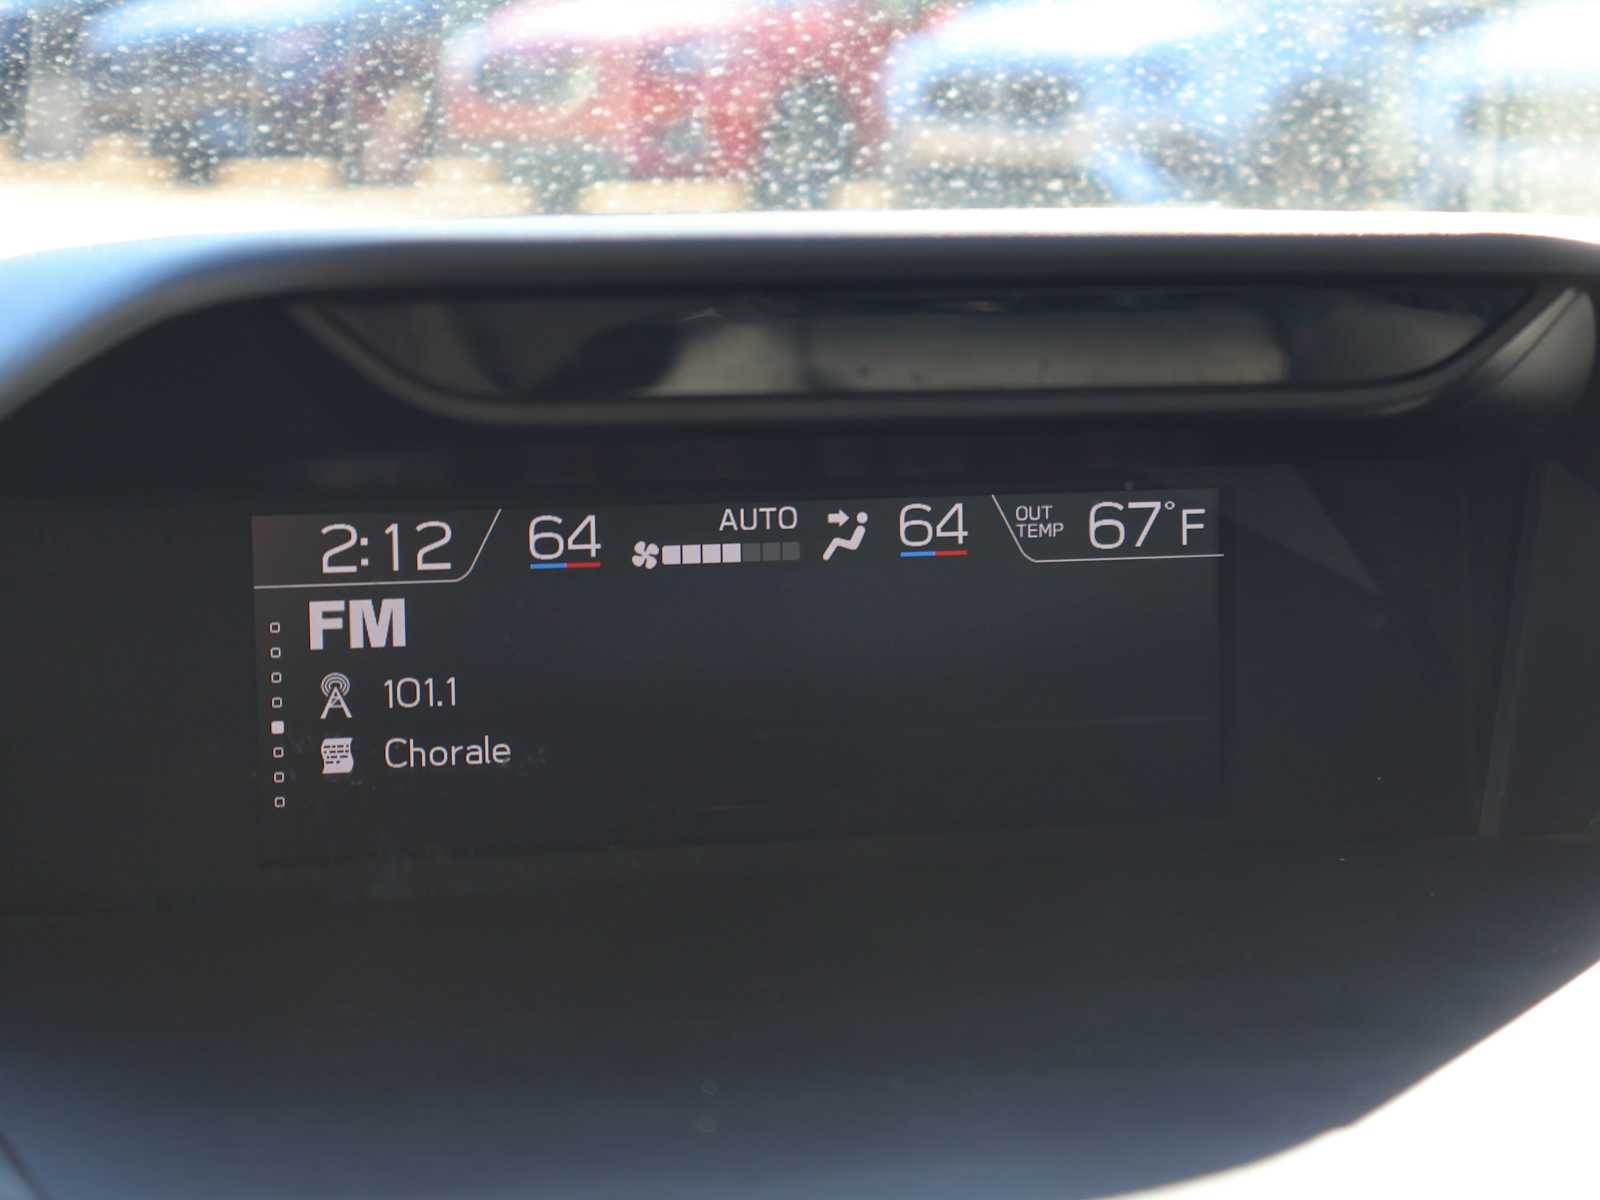 2:12 64 AUTO 64 OUT TEMP 67°F
FM
101.1
Chorale